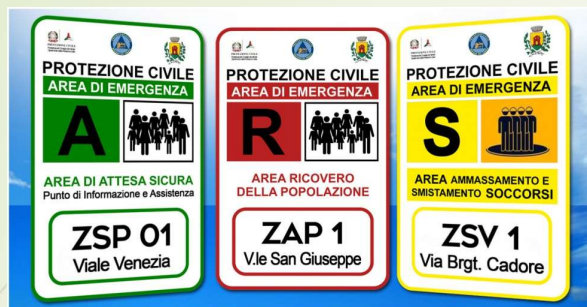 PROTEZIONE CIVILE
AREA DI EMERGENZA
A
AREA DI ATTESA SICURA
Punto di Informazione e Assistenza
ZSP 01
Viale Venezia
PROTEZIONE CIVILE
AREA DI EMERGENZA
R
AREA RICOVERO
DELLA POPOLAZIONE
ZAP 1
V.le San Giuseppe
PROTEZIONE CIVILE
AREA DI EMERGENZA
S
AREA AMMASSAMENTO E
SMISTAMENTO SOCCORSI
ZSV 1
Via Brgt. Cadore